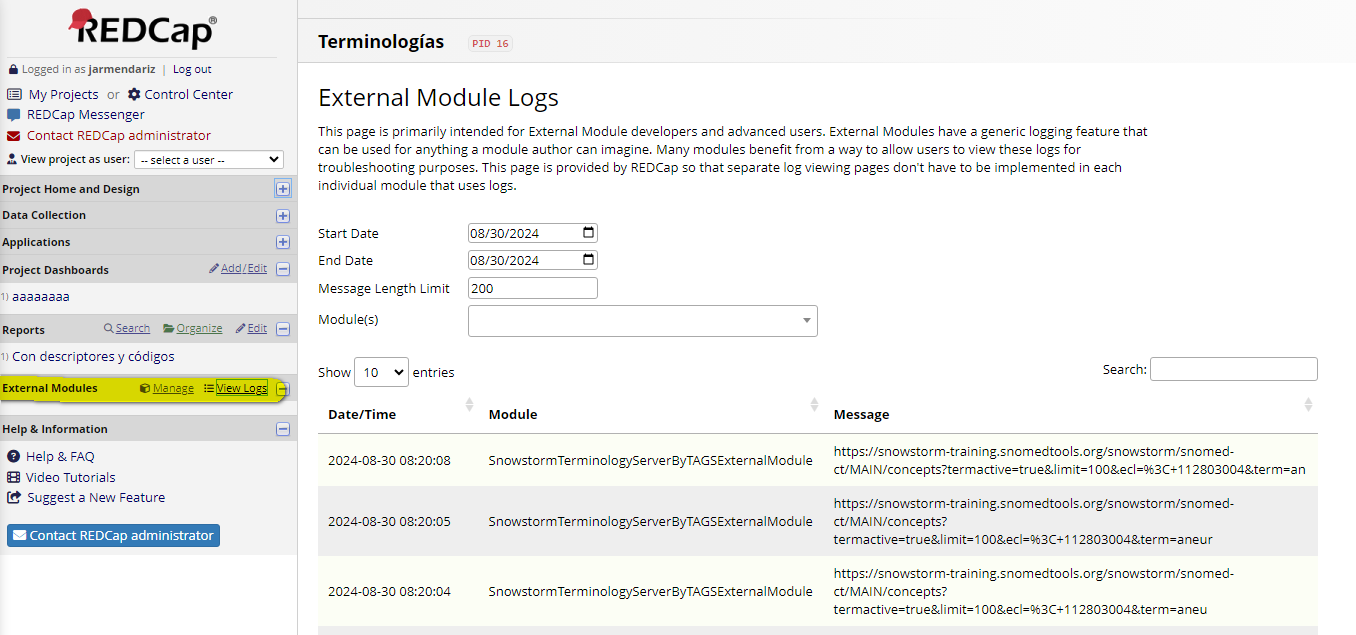 REDCap®
Logged in as jarmendariz | Log out
My Projects or Control Center
REDCap Messenger
Contact REDCap administrator
View project as user: -- select a user --
Project Home and Design
Data Collection
Applications
Project Dashboards Add/Edit
1) aaaaaaaa
Reports Search Organize Edit
1) Con descriptores y códigos
External Modules Manage View Logs
Help & Information
Help & FAQ
Video Tutorials
Suggest a New Feature
Contact REDCap administrator
Terminologías PID 16
External Module Logs
This page is primarily intended for External Module developers and advanced users. External Modules have a generic logging feature that
can be used for anything a module author can imagine. Many modules benefit from a way to allow users to view these logs for
troubleshooting purposes. This page is provided by REDCap so that separate log viewing pages don't have to be implemented in each
individual module that uses logs.
Start Date 08/30/2024
End Date 08/30/2024
Message Length Limit 200
Module(s)
Show 10 entries Search:
Date/Time Module Message
2024-08-30 08:20:08 SnowstormTerminologyServerByTAGSExternalModule https://snowstorm-training.snomedtools.org/snowstorm/snomed-
ct/MAIN/concepts?termactive=true&limit=100&ecl=%3C+112803004&term=an
2024-08-30 08:20:05 SnowstormTerminologyServerByTAGSExternalModule https://snowstorm-training.snomedtools.org/snowstorm/snomed-
ct/MAIN/concepts?
termactive=true&limit=100&ecl=%3C+112803004&term=aneur
2024-08-30 08:20:04 SnowstormTerminologyServerByTAGSExternalModule https://snowstorm-training.snomedtools.org/snowstorm/snomed-
ct/MAIN/concepts?
termactive=true&limit=100&ecl=%3C+112803004&term=aneu